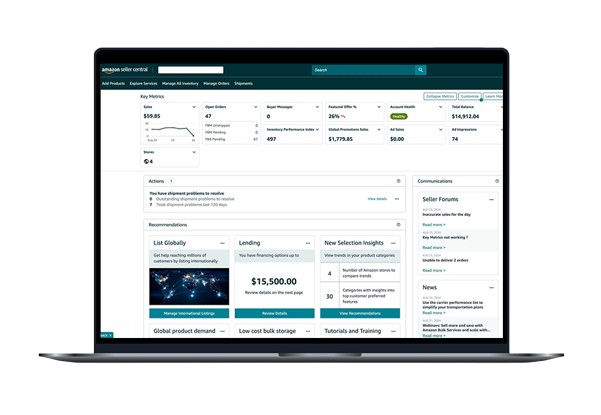 amazon seller central
Search
Add Products Explore Services Manage All Inventory Manage Orders Shipments
Key Metrics
Collapse Metrics Customize Learn More
Sales
$59.85
Open Orders
47
FBM Unshipped 0
FBM Pending 0
FBA Pending 47
Buyer Messages
0
Featured Offer %
26%
Account Health
Healthy
Total Balance
$14,912.04
Inventory Performance Index
497
Global Promotions Sales
$1,779.85
Ad Sales
$0.00
Ad Impressions
74
Stores
4
Actions 1
You have shipment problems to resolve
0 Outstanding shipment problems to resolve
7 Total shipment problems last 120 days
View details
Recommendations
List Globally
Get help reaching millions of
customers by listing internationally
Manage International Listings
Lending
You have financing options up to
$15,500.00
Review details on the next page
Review Details
New Selection Insights
View trends in your product categories
4 Number of Amazon stores to
compare trends
30 Categories with insights into
top customer preferred
features
View Recommendations
Global product demand
Low cost bulk storage
Tutorials and Training
Communications
Seller Forums
Inaccurate sales for the day
Read more >
Key Metrics not working ?
Read more >
Unable to deliver 2 orders
Read more >
News
Use the carrier performance list to
simplify your transportation plans
Read more >
Webinars: Sell more and save with
Amazon Bulk Services and scale with...
Read more >